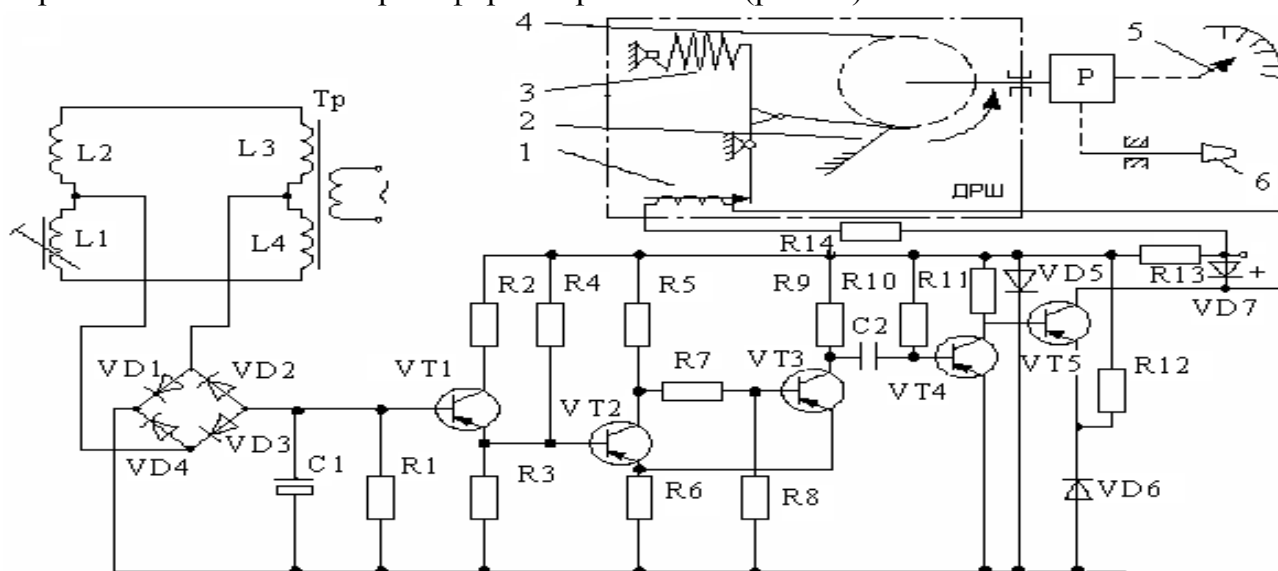 4
5
Тр
3
P
L2
L3
2
1
6
ДРШ
L1
L4
R14
R2
R4
R5
R9
R10
R11
VD5
R13
+
VD7
C2
VD1
VD2
VT1
R7
VT3
VT4
VT5
R12
VT2
VD4
VD3
C1
R1
R3
R6
R8
VD6